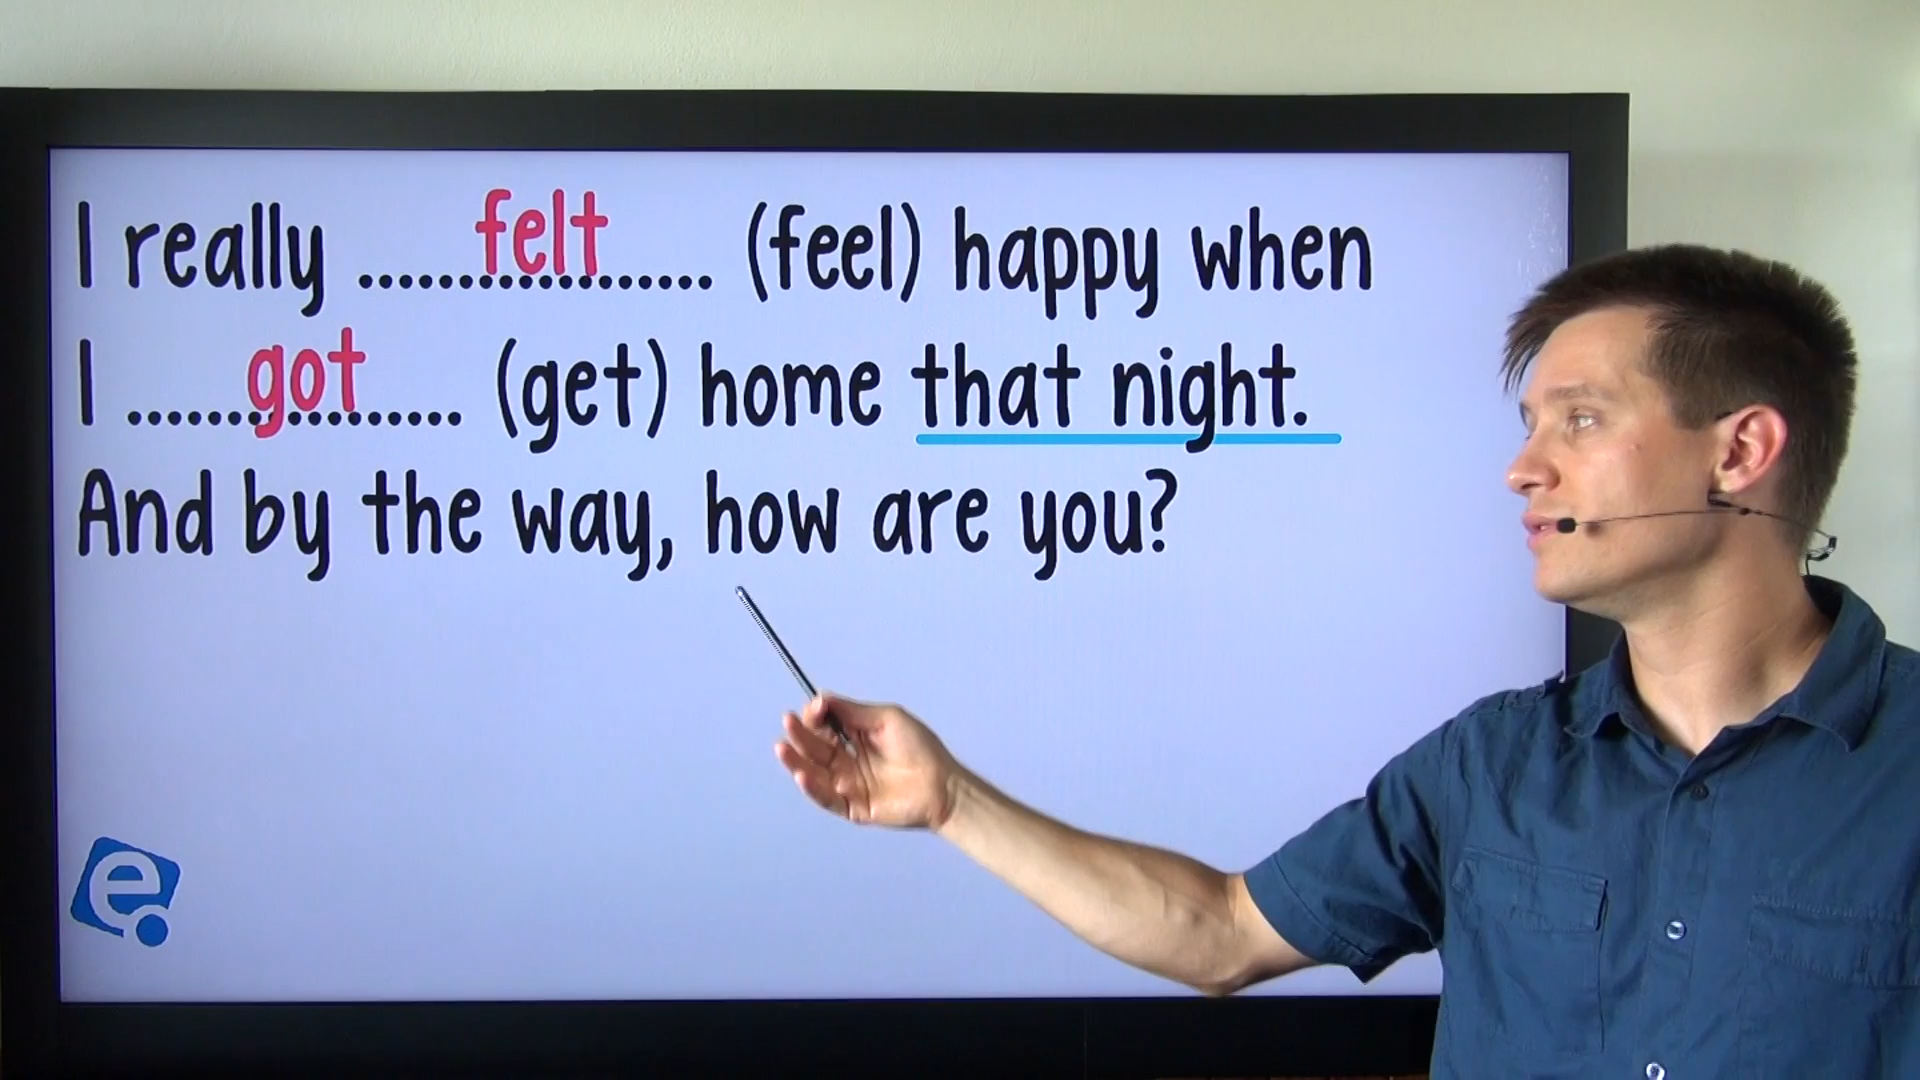 I really ..................felt (feel) happy when
I .................got (get) home that night.
And by the way, how are you?
e